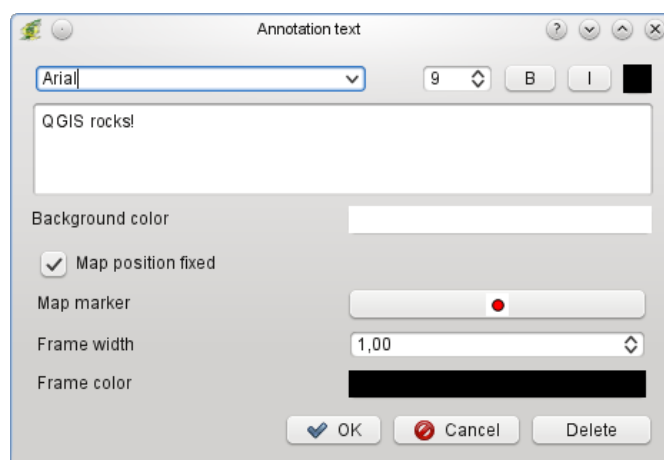 Annotation text
?
Arial
9
B
I
QGIS rocks!
Background color
Map position fixed
Map marker
Frame width
1,00
Frame color
OK
Cancel
Delete